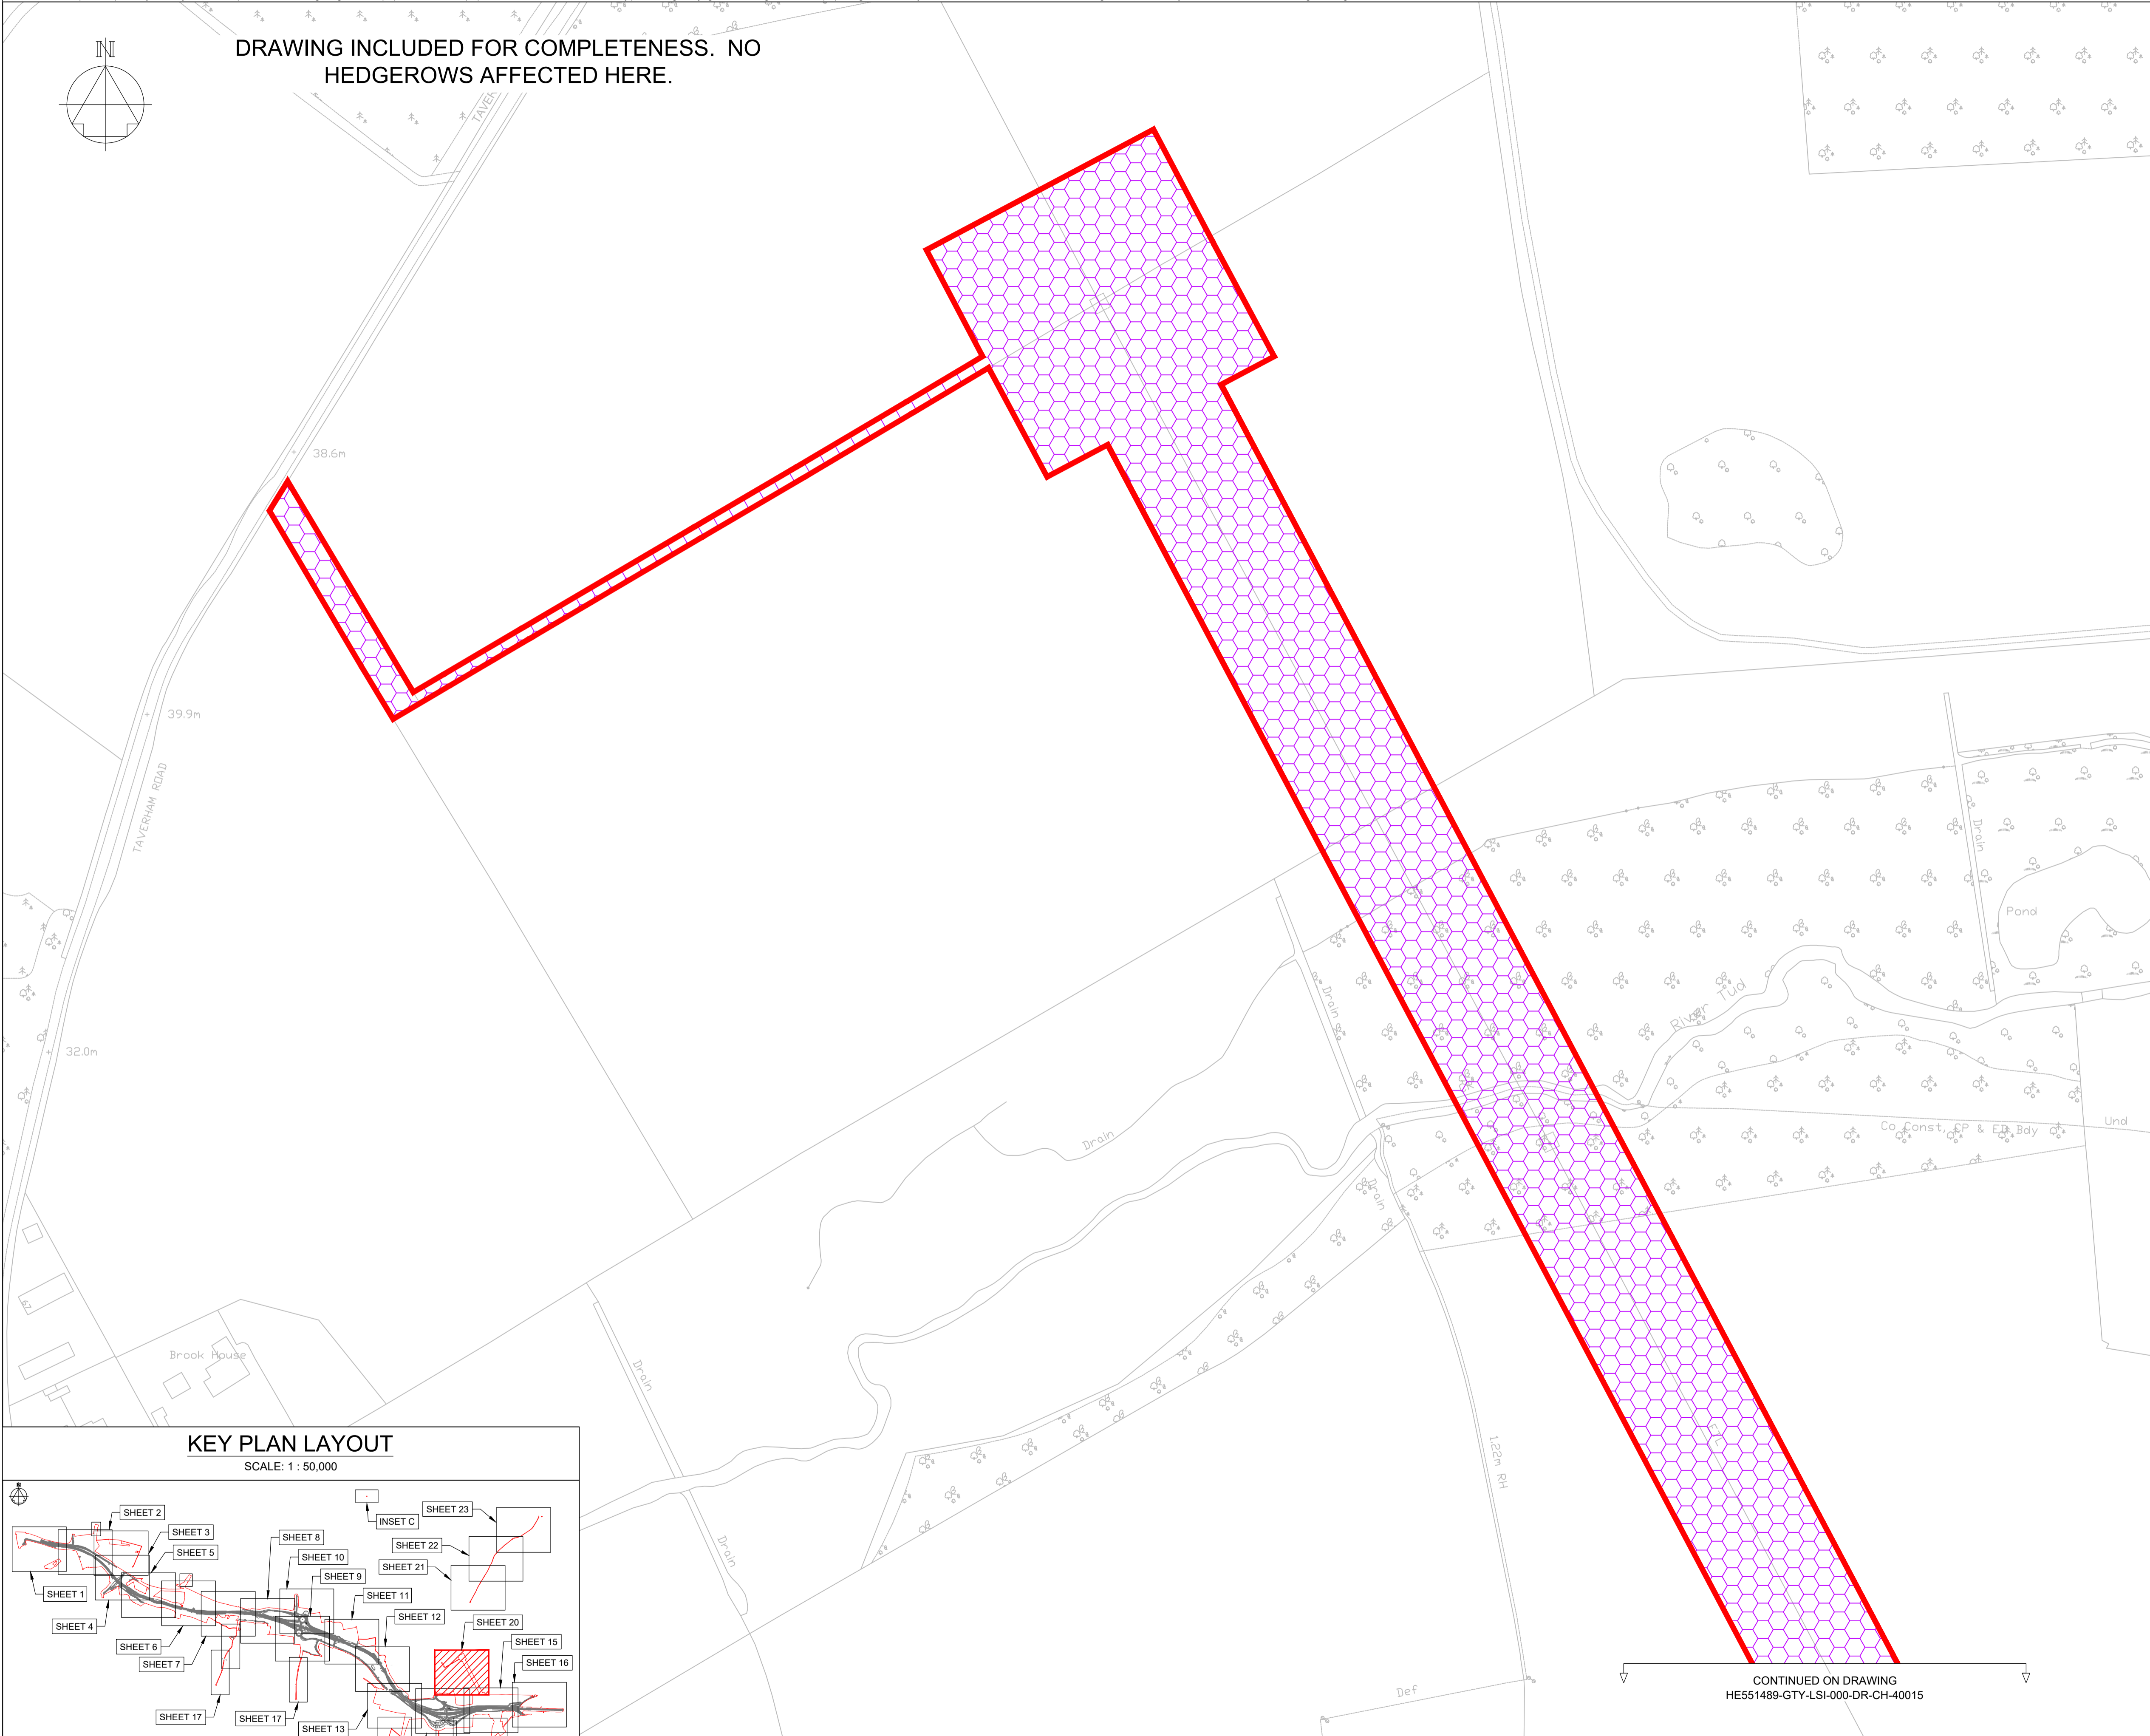 DRAWING INCLUDED FOR COMPLETENESS. NO
HEDGEROWS AFFECTED HERE.
N
TAVER
38.6m
39.9m
TAVERHAM ROAD
32.0m
67
Brook House
Drain
Pond
River Tud
Drain
Co Const, CP & ED Bdy
Und
Drain
Drain
Drain
Drain
1.22m RH
ETL
Def
KEY PLAN LAYOUT
SCALE: 1 : 50,000
N
INSET C
SHEET 23
SHEET 2
SHEET 3
SHEET 8
SHEET 22
SHEET 5
SHEET 10
SHEET 21
SHEET 9
SHEET 1
SHEET 11
SHEET 12
SHEET 4
SHEET 20
SHEET 6
SHEET 15
SHEET 7
SHEET 16
SHEET 17
SHEET 17
SHEET 13
CONTINUED ON DRAWING
HE551489-GTY-LSI-000-DR-CH-40015